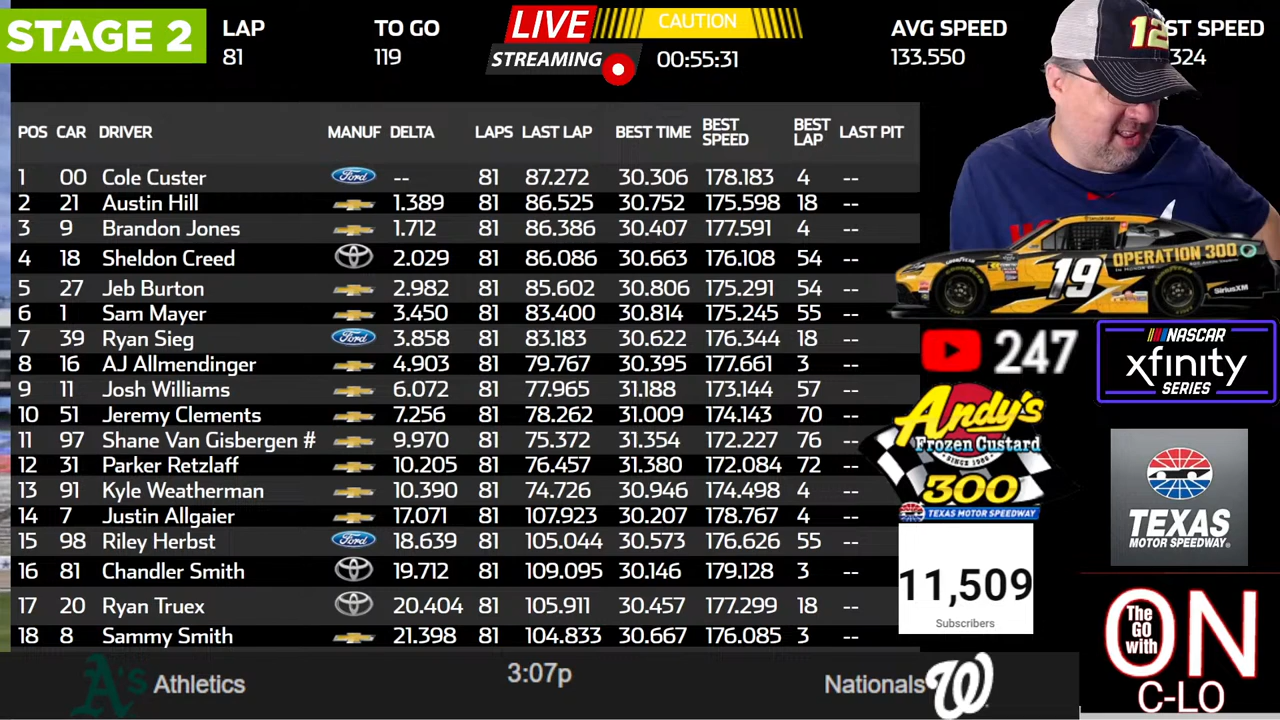 STAGE 2
LAP
81
TO GO
119
LIVE
STREAMING
CAUTION
00:55:31
AVG SPEED
133.550
ST SPEED
324
12
POS CAR DRIVER MANUF DELTA LAPS LAST LAP BEST TIME BEST SPEED BEST LAP LAST PIT
1 00 Cole Custer Ford -- 81 87.272 30.306 178.183 4 --
2 21 Austin Hill 1.389 81 86.525 30.752 175.598 18 --
3 9 Brandon Jones 1.712 81 86.386 30.407 177.591 4 --
4 18 Sheldon Creed 2.029 81 86.086 30.663 176.108 54 --
5 27 Jeb Burton 2.982 81 85.602 30.806 175.291 54 --
6 1 Sam Mayer 3.450 81 83.400 30.814 175.245 55 --
7 39 Ryan Sieg Ford 3.858 81 83.183 30.622 176.344 18 --
8 16 AJ Allmendinger 4.903 81 79.767 30.395 177.661 3 --
9 11 Josh Williams 6.072 81 77.965 31.188 173.144 57 --
10 51 Jeremy Clements 7.256 81 78.262 31.009 174.143 70 --
11 97 Shane Van Gisbergen # 9.970 81 75.372 31.354 172.227 76 --
12 31 Parker Retzlaff 10.205 81 76.457 31.380 172.084 72 --
13 91 Kyle Weatherman 10.390 81 74.726 30.946 174.498 4 --
14 7 Justin Allgaier 17.071 81 107.923 30.207 178.767 4 --
15 98 Riley Herbst Ford 18.639 81 105.044 30.573 176.626 55 --
16 81 Chandler Smith 19.712 81 109.095 30.146 179.128 3 --
17 20 Ryan Truex 20.404 81 105.911 30.457 177.299 18 --
18 8 Sammy Smith 21.398 81 104.833 30.667 176.085 3 --
OPERATION 300
19
SiriusXM
247
NASCAR
xfinity
SERIES
Andy's
Frozen Custard
SINCE 1986
300
TEXAS MOTOR SPEEDWAY
TEXAS
MOTOR SPEEDWAY
11,509
Subscribers
The
GO
with
ON
C-LO
A's Athletics
3:07p
Nationals W